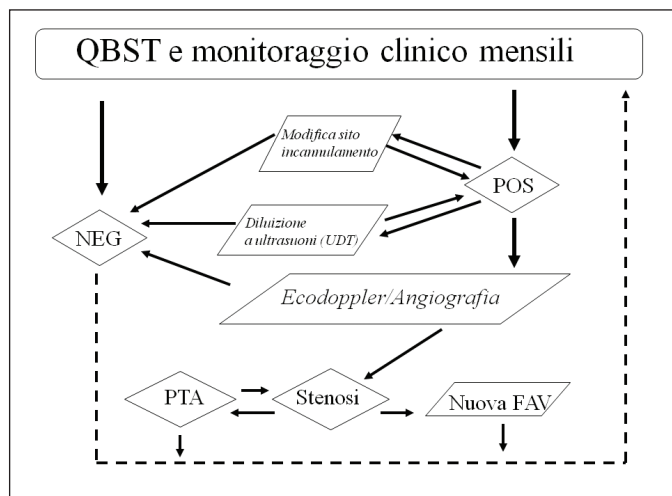 QBST e monitoraggio clinico mensili
Modifica sito
incannulamento
POS
Diluizione
a ultrasuoni (UDT)
NEG
Ecodoppler/Angiografia
PTA
Stenosi
Nuova FAV